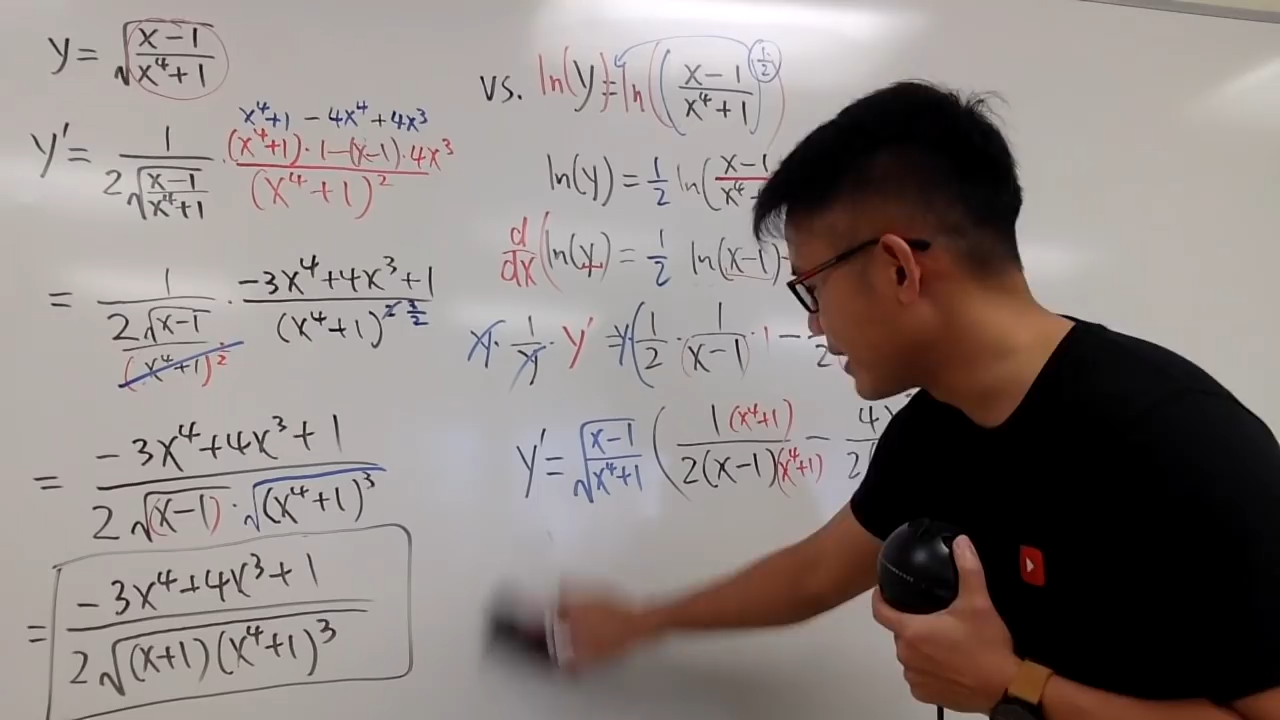 y = √((x-1)/(x⁴+1))
y' = 1/(2√((x-1)/(x⁴+1))) · ((x⁴+1)·1-(x-1)·4x³)/(x⁴+1)²
x⁴+1 - 4x⁴ + 4x³
= 1/(2√(x-1)/(x⁴+1)²) · (-3x⁴+4x³+1)/(x⁴+1)^(2 3/2)
= (-3x⁴+4x³+1)/(2√(x-1) · √(x⁴+1)³)
= (-3x⁴+4x³+1)/(2√((x+1)(x⁴+1)³))
vs. ln(y) = ln(((x-1)/(x⁴+1))^(1/2))
ln(y) = 1/2 ln((x-1)/(x⁴+
d/dx (ln(y) = 1/2 ln(x-1)
y · 1/y · y' = y(1/2 · 1/(x-1) · 1 - /2
y' = √((x-1)/(x⁴+1)) (1(x⁴+1)/(2(x-1)(x⁴+1)) - 4/2(